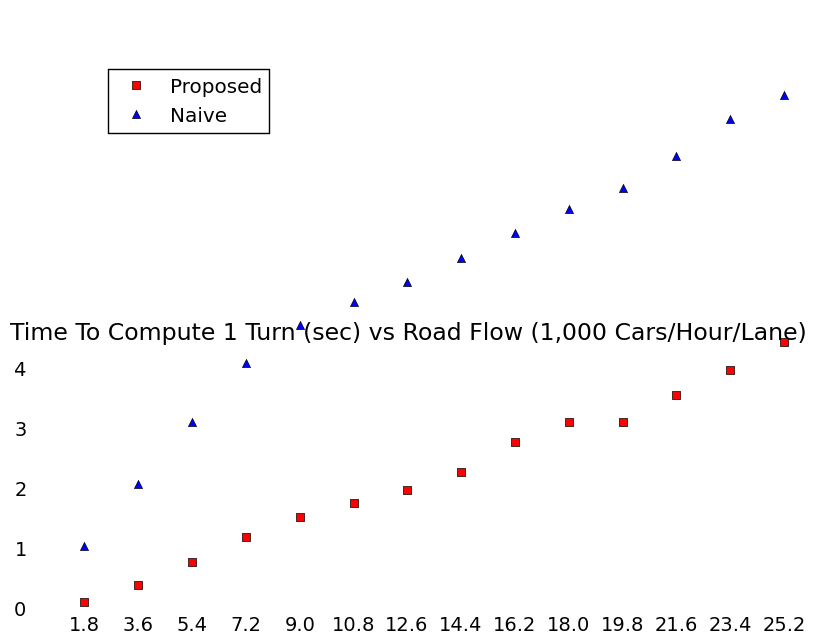 Proposed
Naive
Time To Compute 1 Turn (sec) vs Road Flow (1,000 Cars/Hour/Lane)
4
3
2
1
0
1.8 3.6 5.4 7.2 9.0 10.8 12.6 14.4 16.2 18.0 19.8 21.6 23.4 25.2